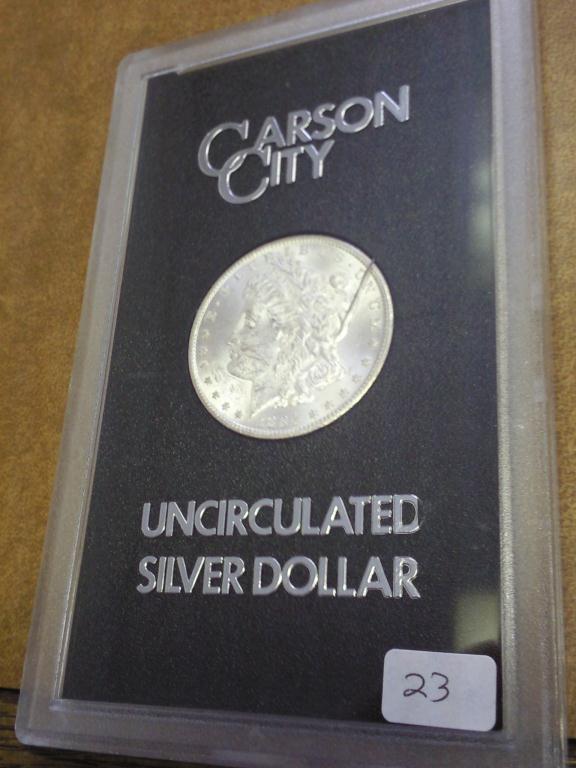 CARSON
CITY
UNCIRCULATED
SILVER DOLLAR
23